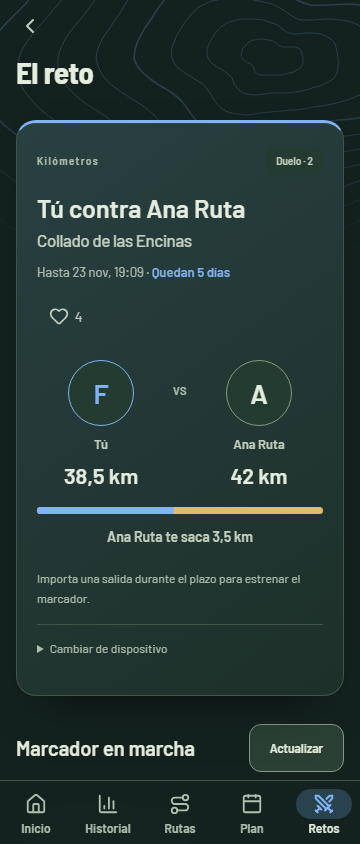 El reto
Kilómetros
Duelo · 2
Tú contra Ana Ruta
Collado de las Encinas
Hasta 23 nov, 19:09 · Quedan 5 días
4
F
VS
A
Tú
Ana Ruta
38,5 km
42 km
Ana Ruta te saca 3,5 km
Importa una salida durante el plazo para estrenar el
marcador.
Cambiar de dispositivo
Marcador en marcha
Actualizar
Inicio
Historial
Rutas
Plan
Retos